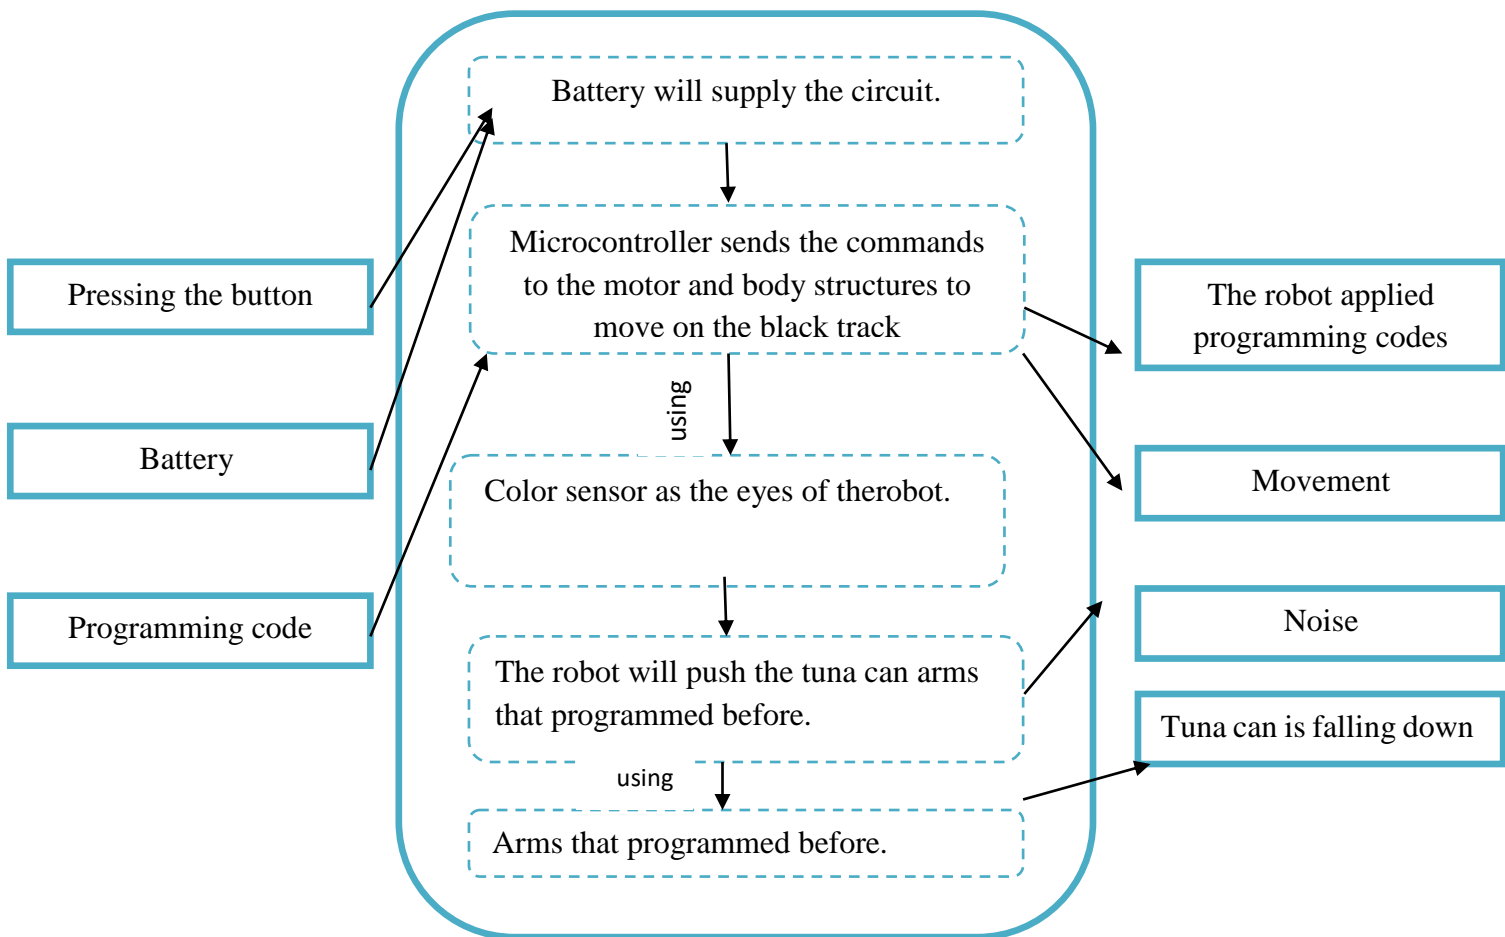 Battery will supply the circuit.
Microcontroller sends the commands
to the motor and body structures to
move on the black track
Pressing the button
The robot applied
programming codes
using
Battery
Movement
Color sensor as the eyes of therobot.
Programming code
Noise
The robot will push the tuna can arms
that programmed before.
Tuna can is falling down
using
Arms that programmed before.